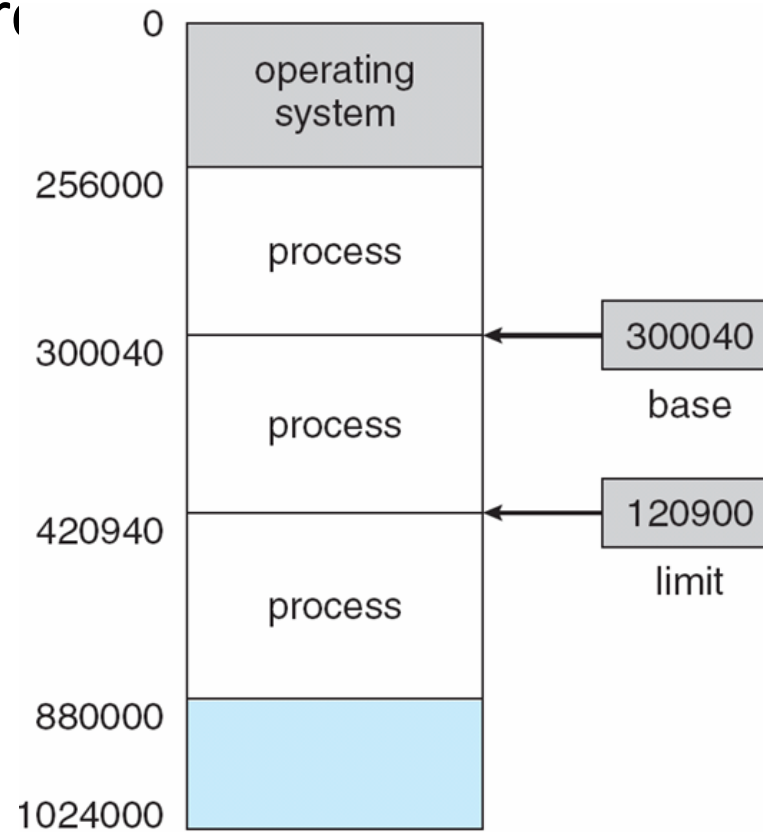 0
operating
system
256000
process
300040
300040
base
process
420940
120900
limit
process
880000
1024000